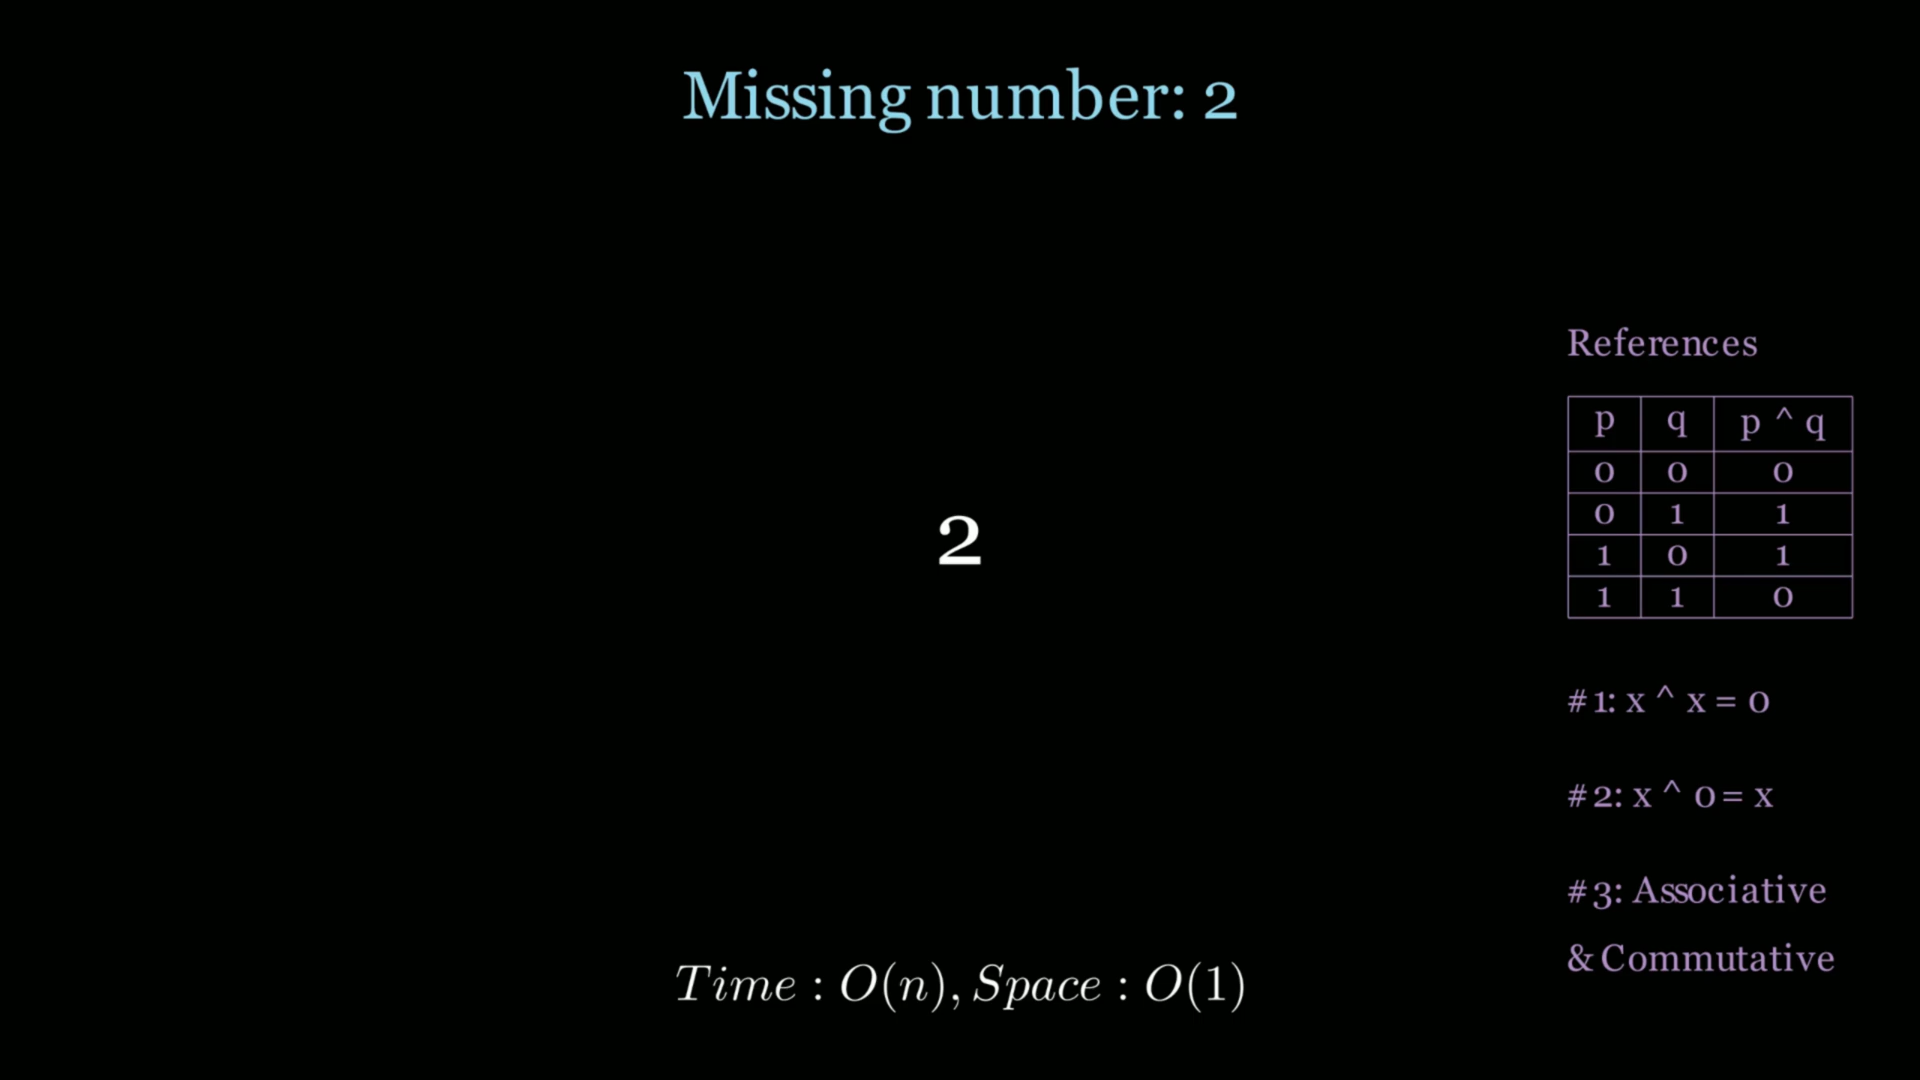 Missing number: 2
2
Time : O(n), Space : O(1)
References
p q p ^ q
0 0 0
0 1 1
1 0 1
1 1 0
#1: x ^ x = 0
#2: x ^ 0 = x
#3: Associative
& Commutative